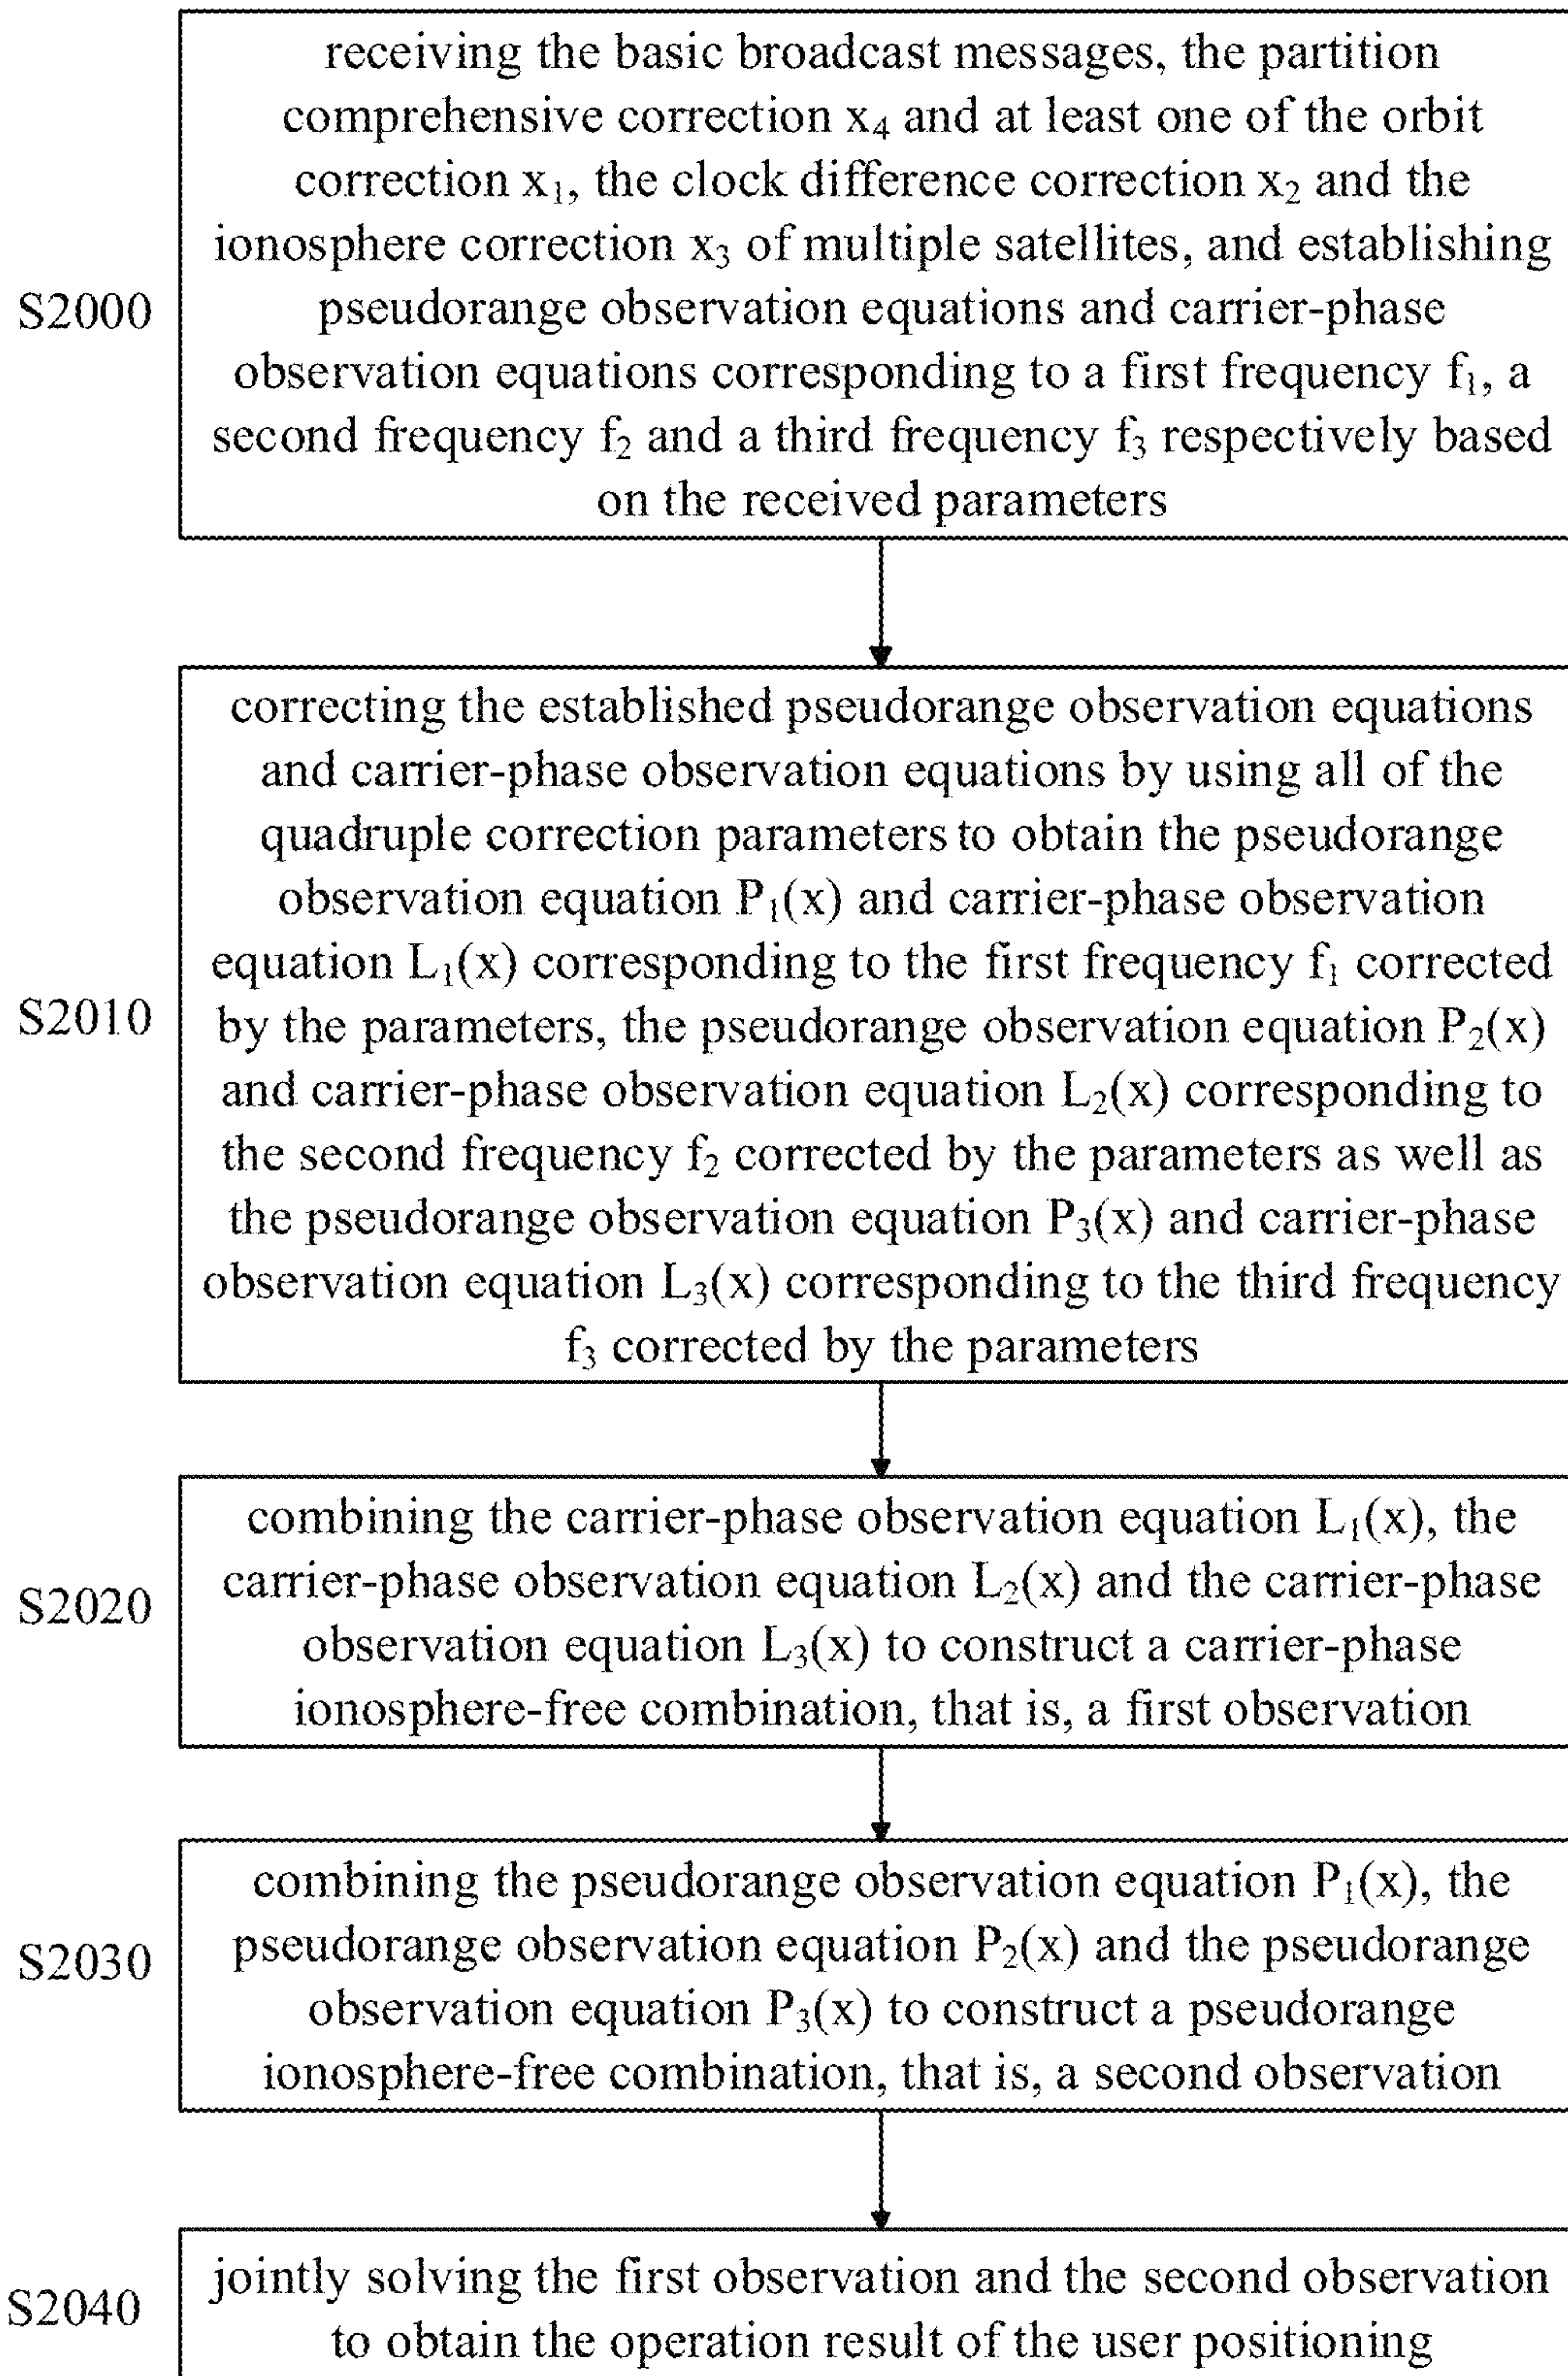 receiving the basic broadcast messages, the partition
comprehensive correction x₄ and at least one of the orbit
correction x₁, the clock difference correction x₂ and the
ionosphere correction x₃ of multiple satellites, and establishing
pseudorange observation equations and carrier-phase
observation equations corresponding to a first frequency f₁, a
second frequency f₂ and a third frequency f₃ respectively based
on the received parameters
S2000
correcting the established pseudorange observation equations
and carrier-phase observation equations by using all of the
quadruple correction parameters to obtain the pseudorange
observation equation P₁(x) and carrier-phase observation
equation L₁(x) corresponding to the first frequency f₁ corrected
by the parameters, the pseudorange observation equation P₂(x)
and carrier-phase observation equation L₂(x) corresponding to
the second frequency f₂ corrected by the parameters as well as
the pseudorange observation equation P₃(x) and carrier-phase
observation equation L₃(x) corresponding to the third frequency
f₃ corrected by the parameters
S2010
combining the carrier-phase observation equation L₁(x), the
carrier-phase observation equation L₂(x) and the carrier-phase
observation equation L₃(x) to construct a carrier-phase
ionosphere-free combination, that is, a first observation
S2020
combining the pseudorange observation equation P₁(x), the
pseudorange observation equation P₂(x) and the pseudorange
observation equation P₃(x) to construct a pseudorange
ionosphere-free combination, that is, a second observation
S2030
jointly solving the first observation and the second observation
to obtain the operation result of the user positioning
S2040